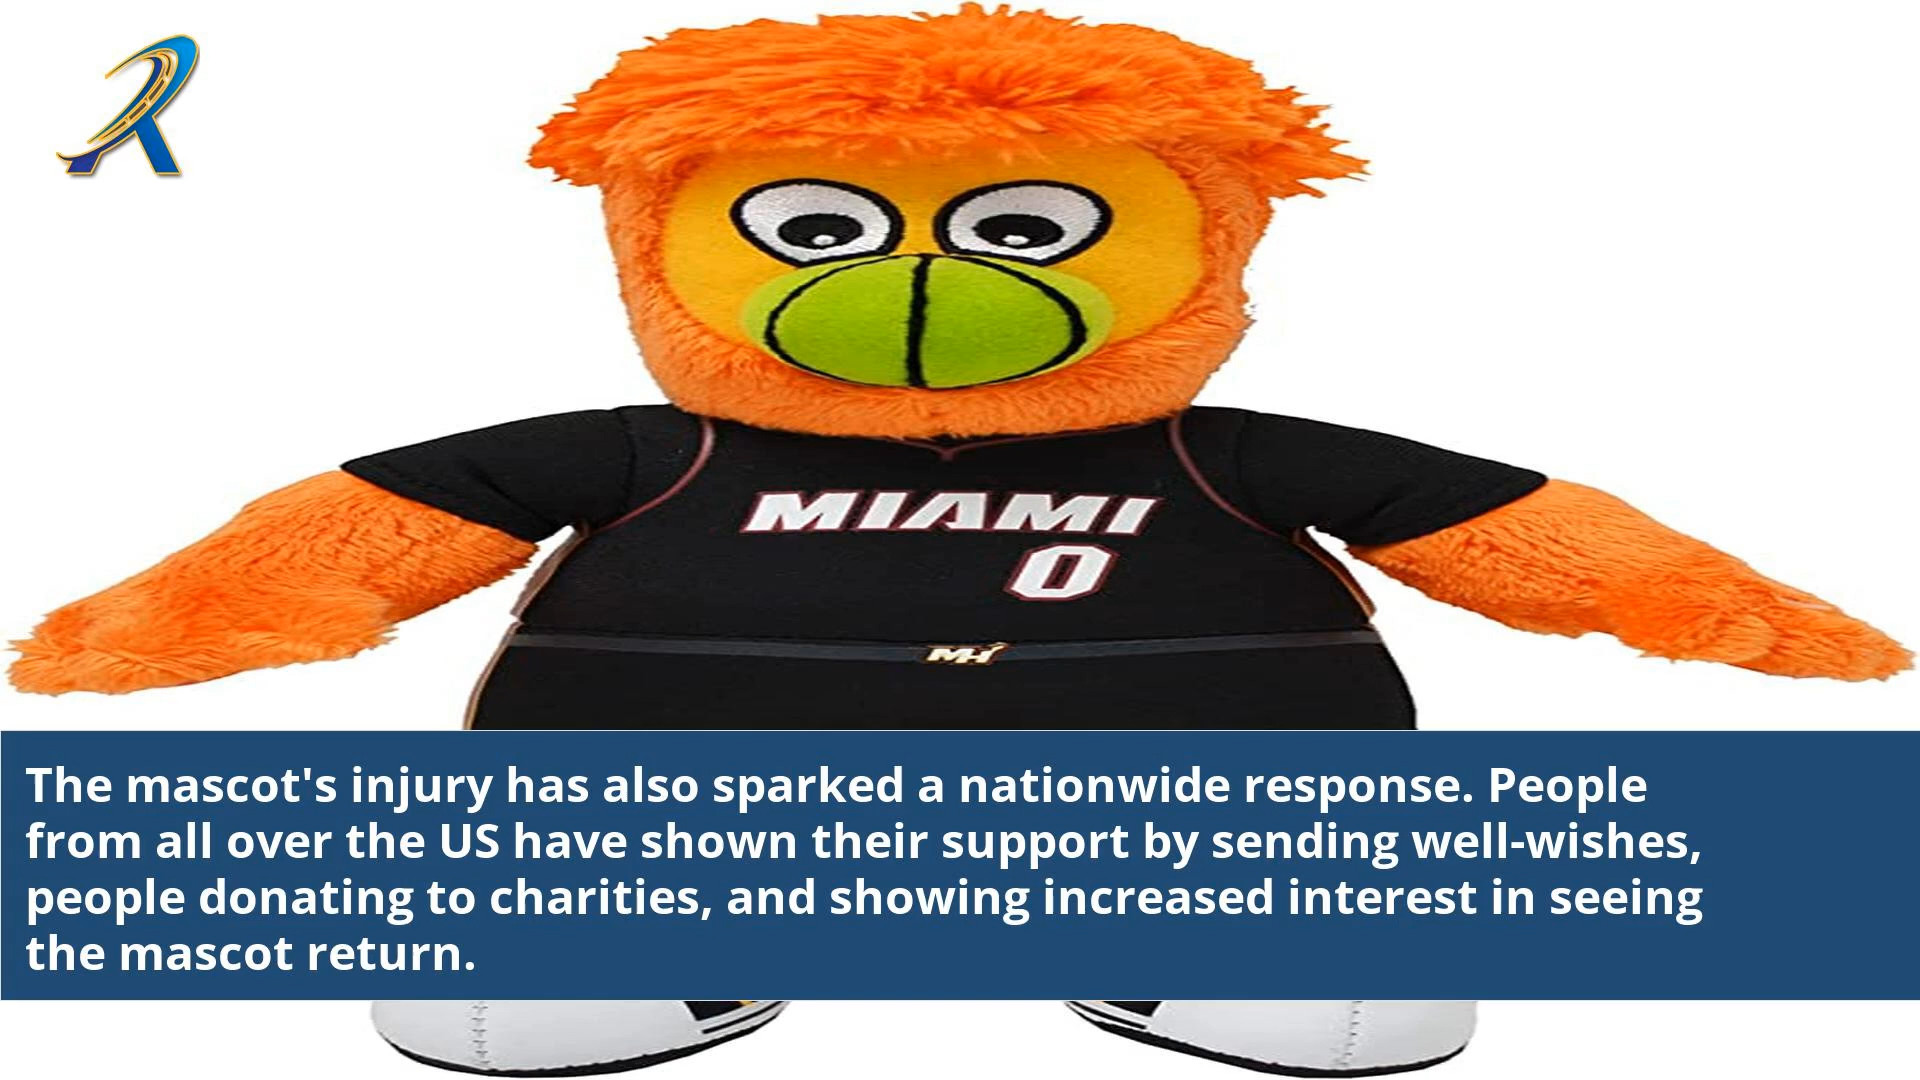 MIAMI
0
MH
The mascot's injury has also sparked a nationwide response. People
from all over the US have shown their support by sending well-wishes,
people donating to charities, and showing increased interest in seeing
the mascot return.